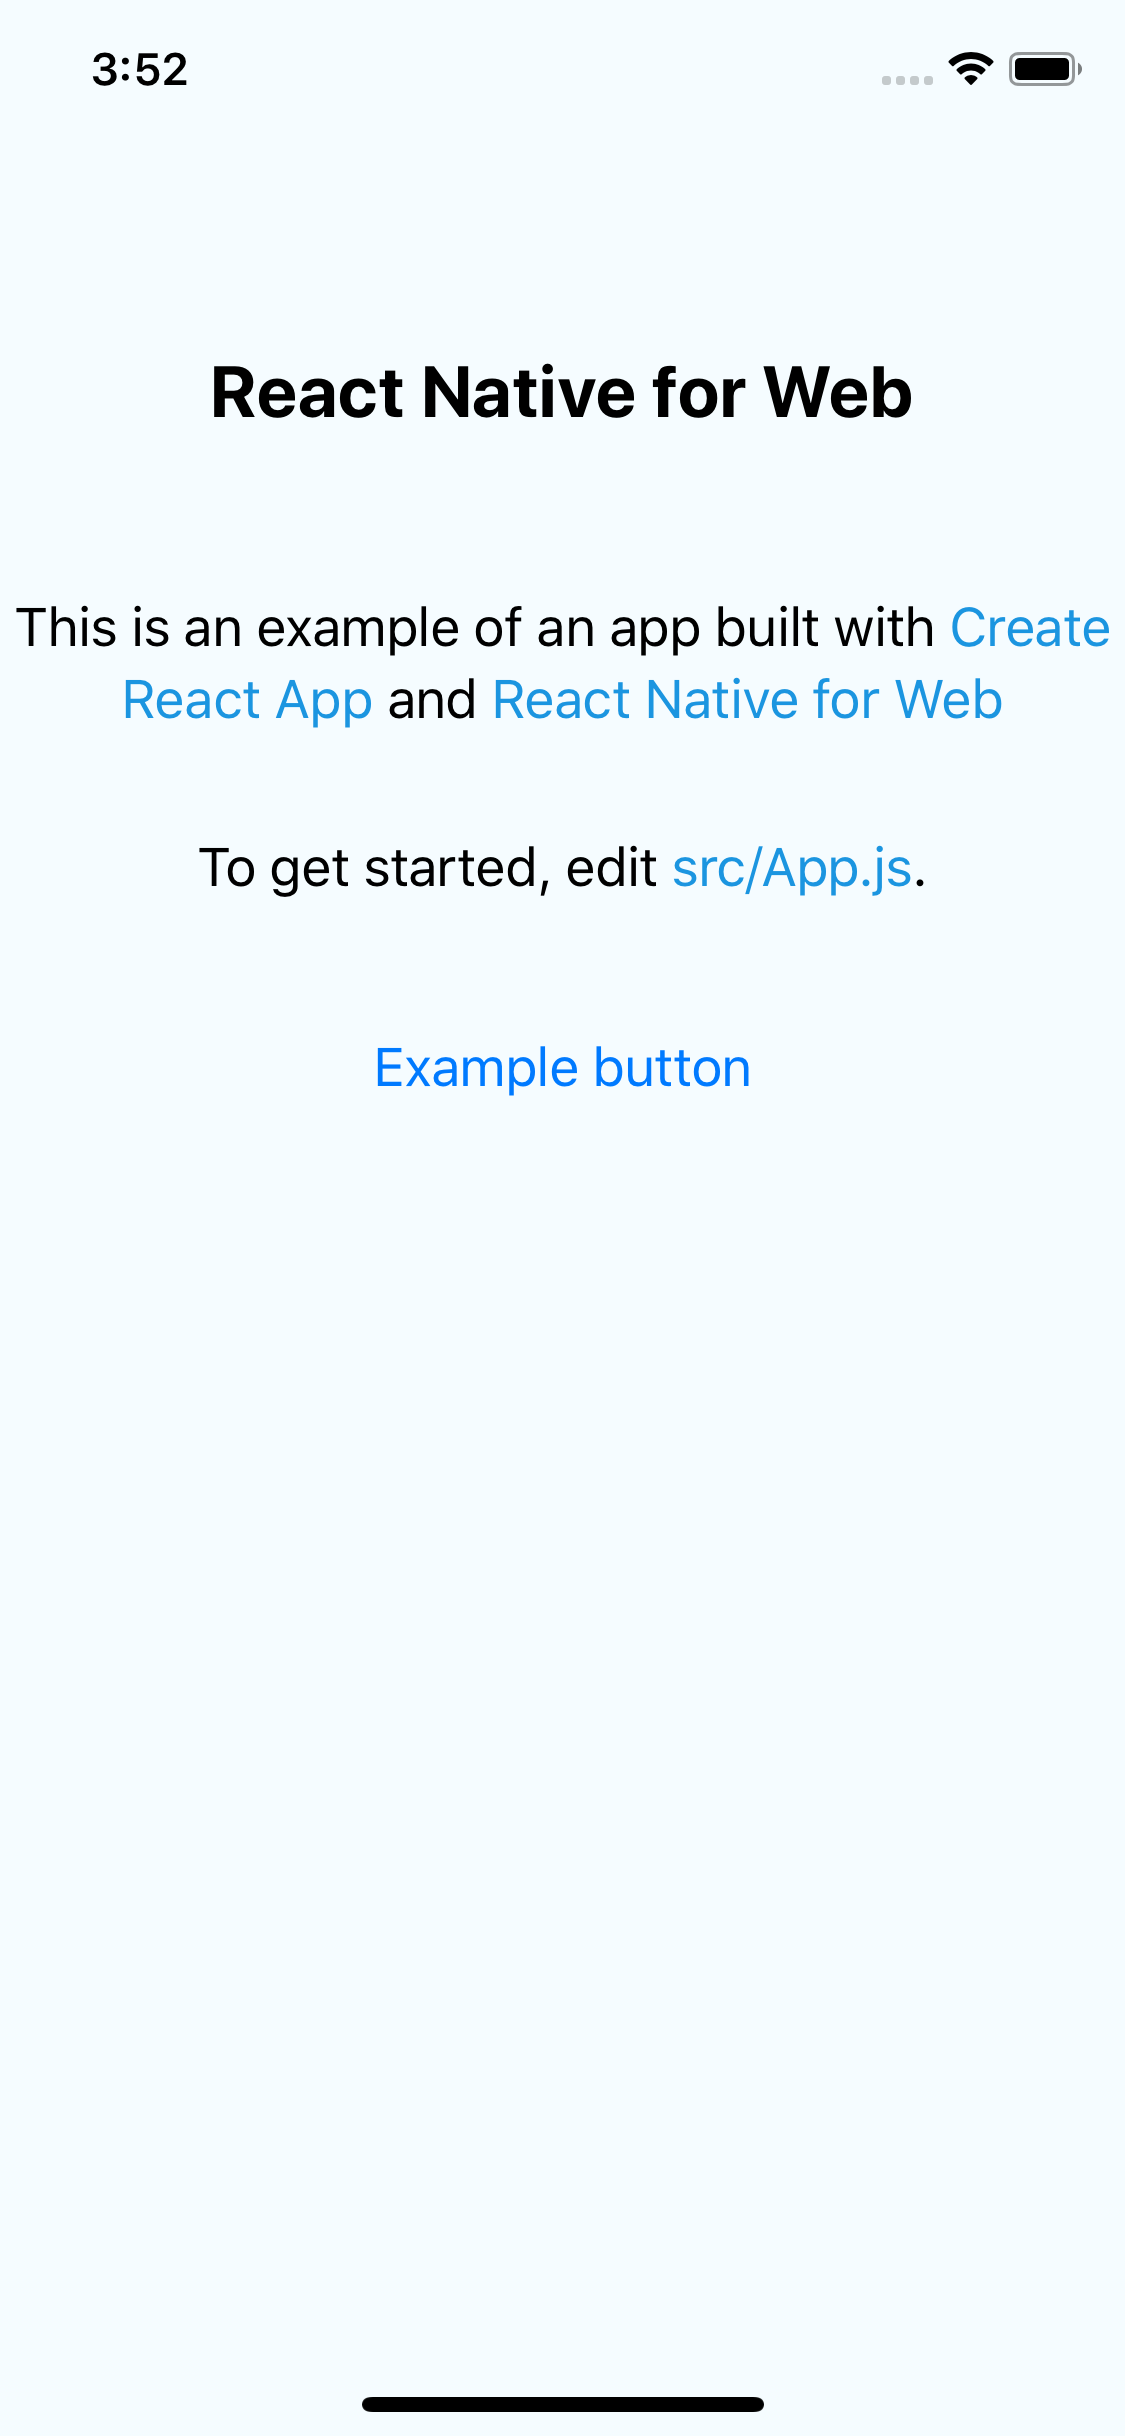 3:52
React Native for Web
This is an example of an app built with Create
React App and React Native for Web
To get started, edit src/App.js.
Example button